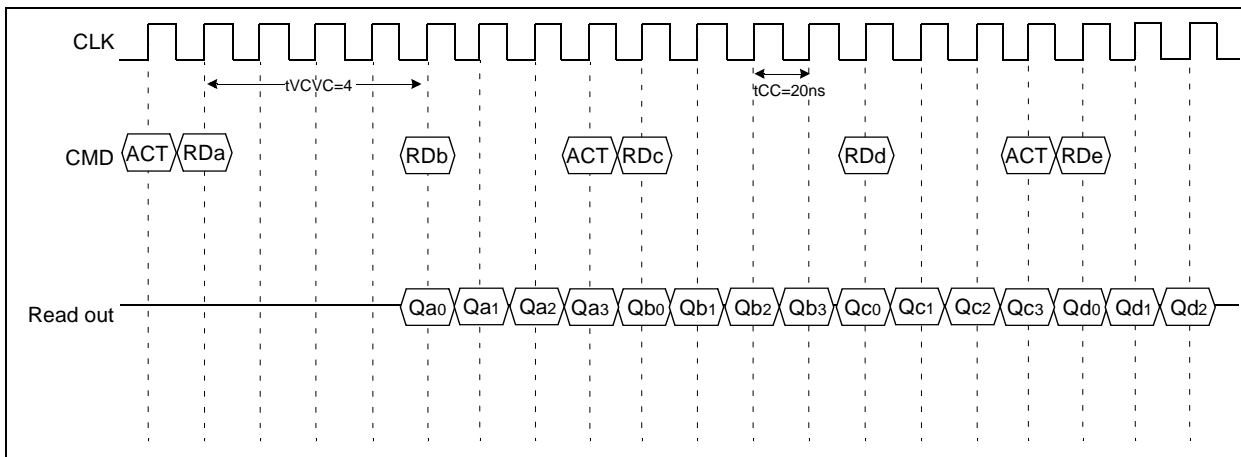 CLK
tVCVC=4
tCC=20ns
CMD ACT RDa RDb ACT RDc RDd ACT RDe
Read out Qa0 Qa1 Qa2 Qa3 Qb0 Qb1 Qb2 Qb3 Qc0 Qc1 Qc2 Qc3 Qd0 Qd1 Qd2